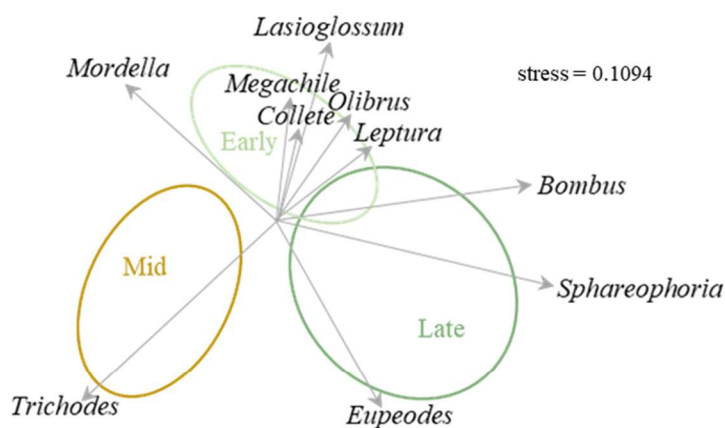 Lasioglossum
Mordella
stress = 0.1094
Megachile
Olibrus
Collete
Leptura
Early
Bombus
Mid
Sphareophoria
Late
Trichodes
Eupeodes